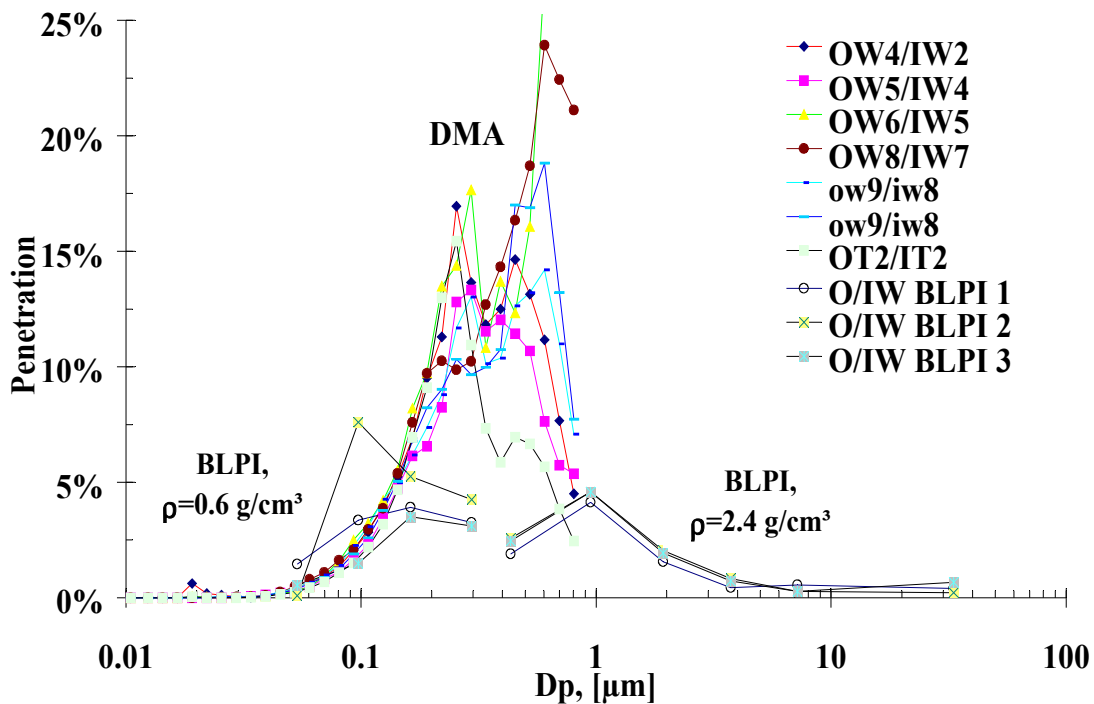 25%
20%
15%
10%
5%
0%
Penetration
DMA
BLPI,
ρ=0.6 g/cm³
BLPI,
ρ=2.4 g/cm³
OW4/IW2
OW5/IW4
OW6/IW5
OW8/IW7
ow9/iw8
ow9/iw8
OT2/IT2
O/IW BLPI 1
O/IW BLPI 2
O/IW BLPI 3
0.01 0.1 1 10 100
Dp, [µm]